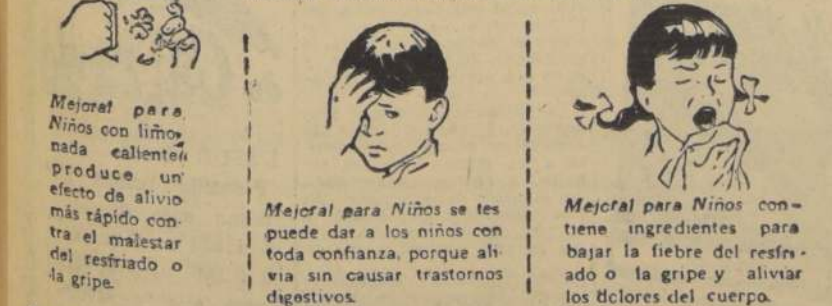 Mejoral para
Niños con limo-
nada caliente
produce un
efecto de alivio
más rápido con-
tra el malestar
del resfriado o
la gripe.
Mejoral para Niños se les
puede dar a los niños con
toda confianza, porque ali-
via sin causar trastornos
digestivos.
Mejoral para Niños con-
tiene ingredientes para
bajar la fiebre del resfri-
ado o la gripe y aliviar
los dolores del cuerpo.